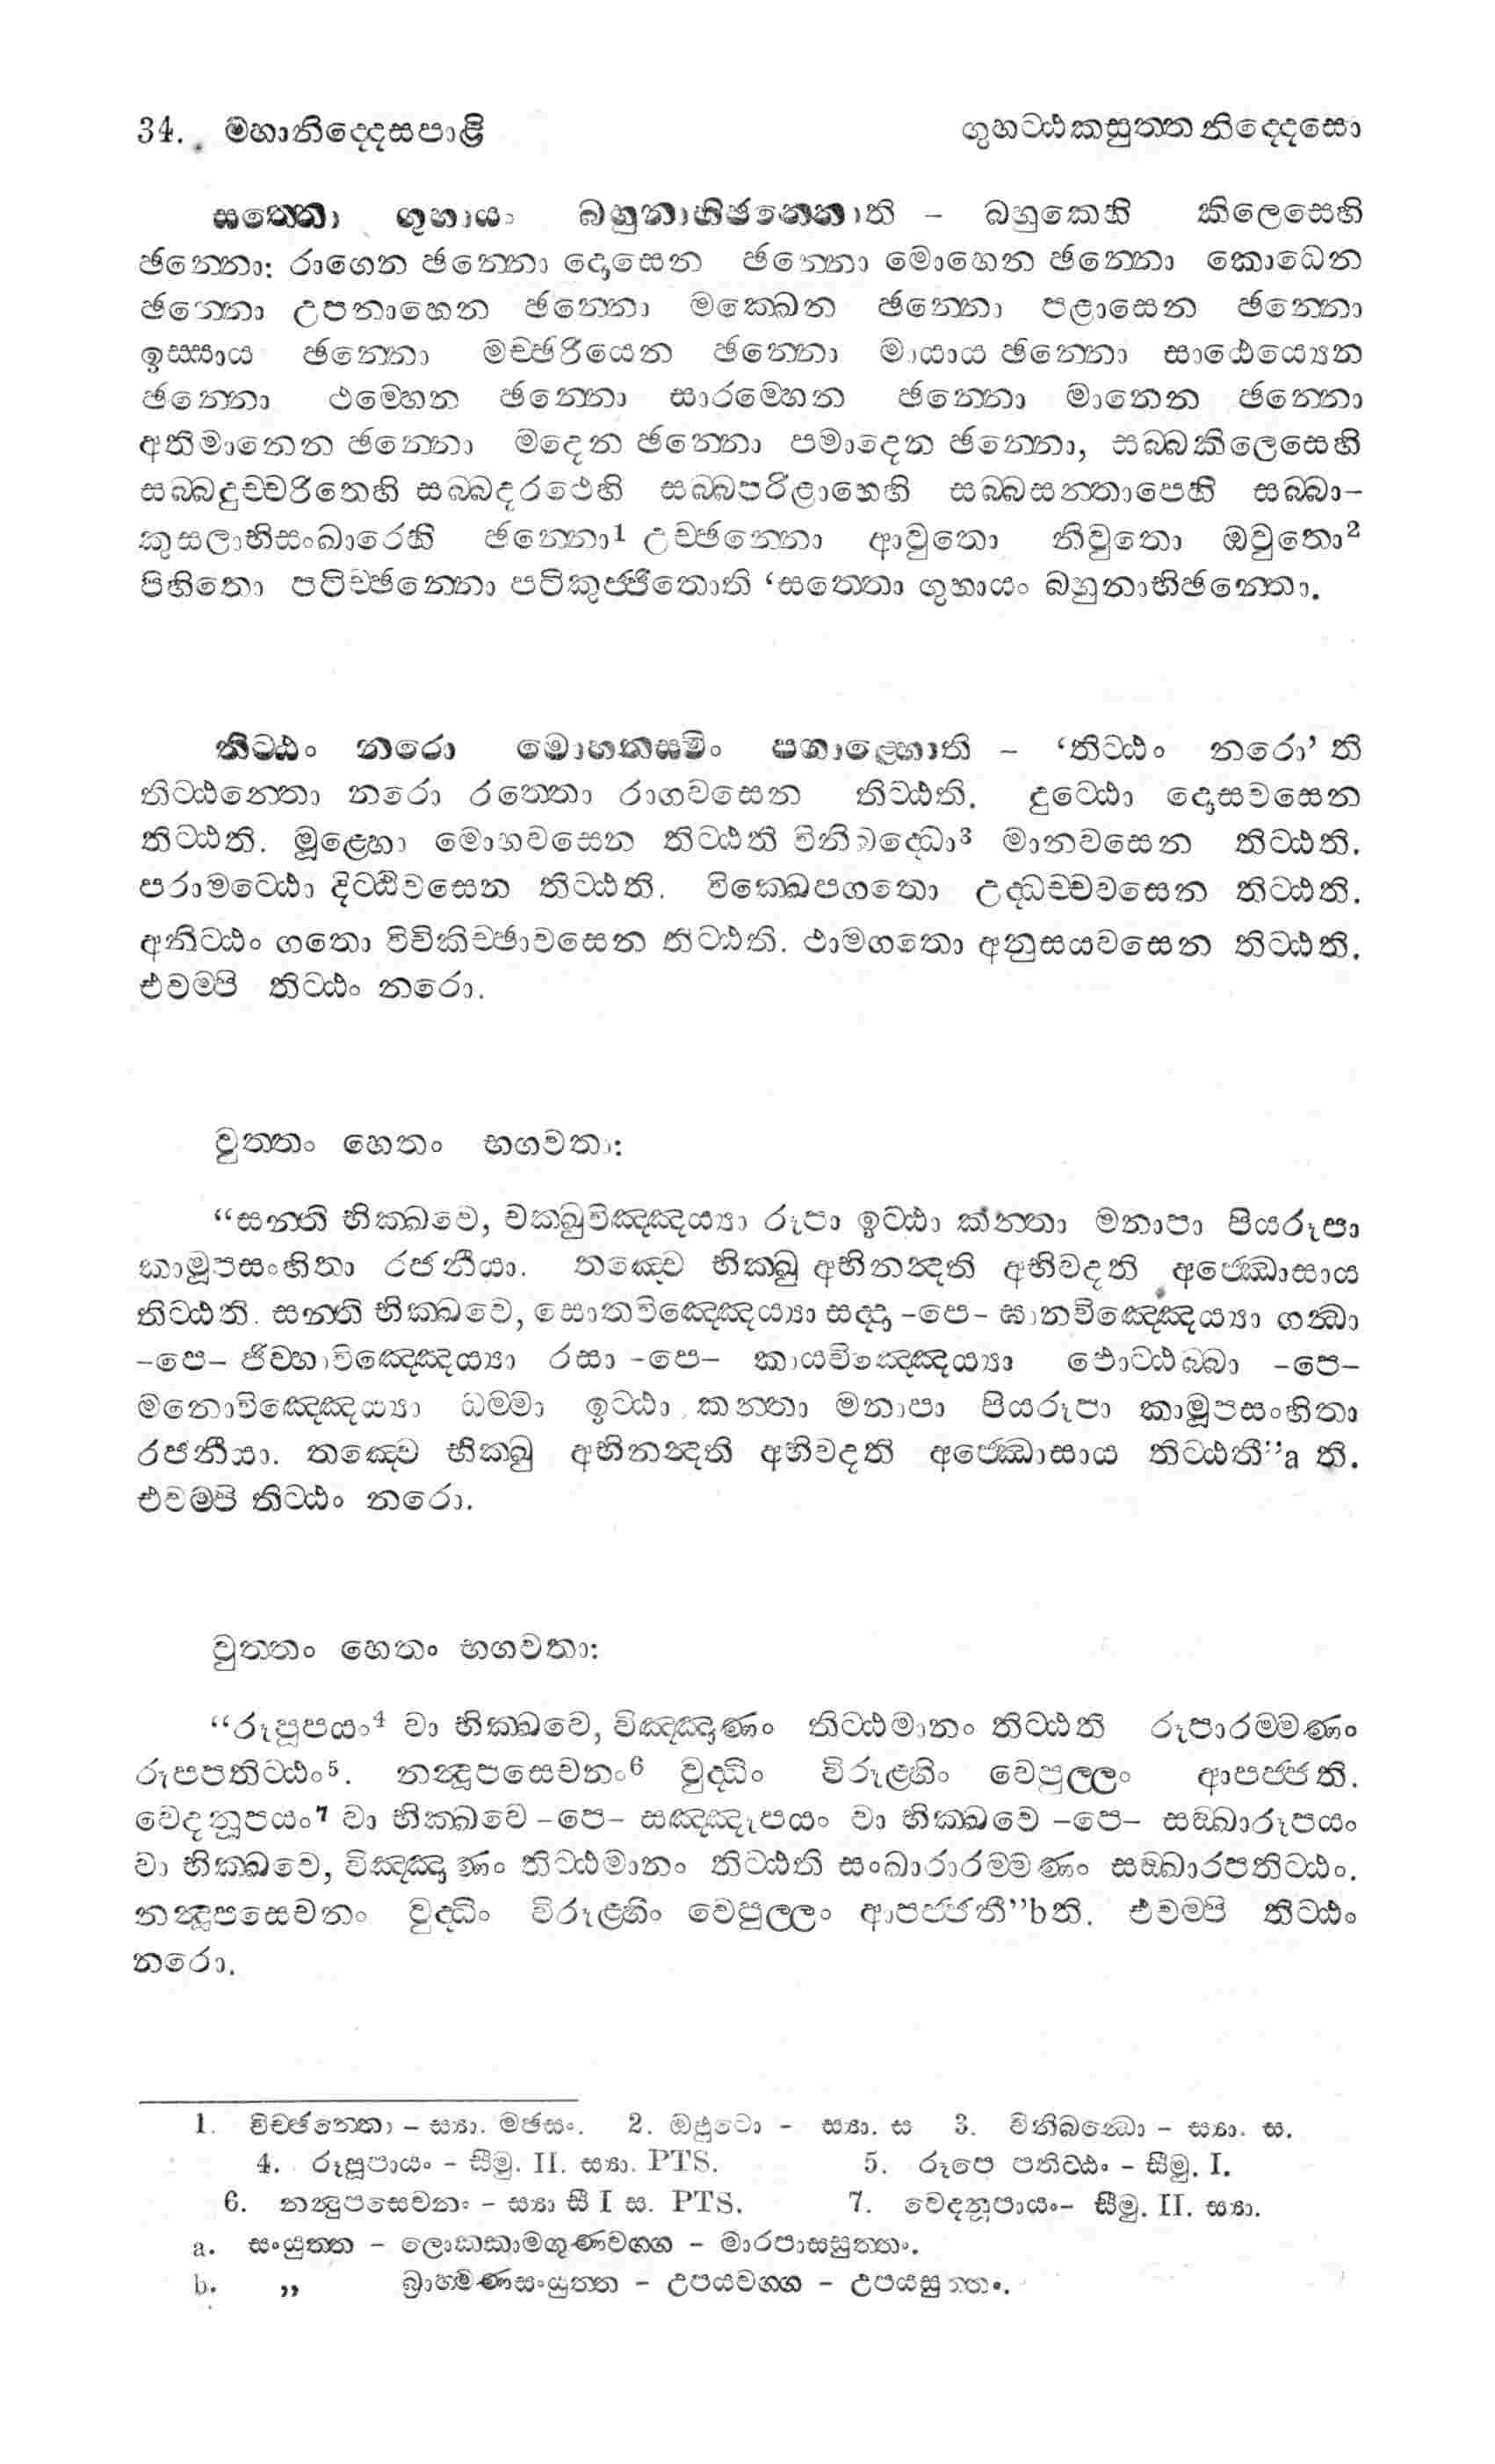 34. මහානිද්දෙසපාළි ගුහට්ඨකසුත්තනිද්දෙසො
සත්තො ගුහායං බහුනාභිඡන්නොති – බහුකෙහි කිලෙසෙහි
ඡන්නො: රාගෙන ඡන්නො දොසෙන ඡන්නො මොහෙන ඡන්නො කොධෙන
ඡන්නො උපනාහෙන ඡන්නො මක්ඛෙන ඡන්නො පළාසෙන ඡන්නො
ඉස්සාය ඡන්නො මච්ඡරියෙන ඡන්නො මායාය ඡන්නො සාඨෙය්යෙන
ඡන්නො ථම්භෙන ඡන්නො සාරම්භෙන ඡන්නො මානෙන ඡන්නො
අතිමානෙන ඡන්නො මදෙන ඡන්නො පමාදෙන ඡන්නො, සබ්බකිලෙසෙහි
සබ්බදුච්චරිතෙහි සබ්බදරථෙහි සබ්බපරිළාහෙහි සබ්බසන්තාපෙහි සබ්බා–
කුසලාභිසංඛාරෙහි ඡන්නො¹ උච්ඡන්නො ආවුතො නිවුතො ඔවුතො²
පිහිතො පටිච්ඡන්නො පටිකුජ්ජිතොති ‘සත්තො ගුහායං බහුනාභිඡන්නො.
තිට්ඨං නරො මොහනස්මිං පගාළ්හොති – ‘තිට්ඨං නරො’ ති
තිට්ඨන්තො නරො රත්තො රාගවසෙන තිට්ඨති. දුට්ඨො දොසවසෙන
තිට්ඨති. මූළ්හො මොහවසෙන තිට්ඨති විනිබද්ධො³ මානවසෙන තිට්ඨති.
පරාමට්ඨො දිට්ඨිවසෙන තිට්ඨති. වික්ඛෙපගතො උද්ධච්චවසෙන තිට්ඨති.
අනිට්ඨං ගතො විචිකිච්ඡාවසෙන තිට්ඨති. ථාමගතො අනුසයවසෙන තිට්ඨති.
එවම්පි තිට්ඨං නරො.
වුත්තං හෙතං භගවතා:
“සන්ති භික්ඛවෙ, චක්ඛුවිඤ්ඤය්යා රූපා ඉට්ඨා ක්න්තා මනාපා පියරූපා
කාමූපසංහිතා රජනීයා. තඤ්චෙ භික්ඛු අභිනන්දති අභිවදති අජ්ඣොසාය
තිට්ඨති. සන්ති භික්ඛවෙ, සොතවිඤ්ඤෙය්යා සද්දා –පෙ– ඝානවිඤ්ඤෙය්යා ගන්ධා
–පෙ– ජිව්හාවිඤ්ඤෙය්යා රසා –පෙ– කායවිඤ්ඤෙය්යා ඵොට්ඨබ්බා –පෙ–
මනොවිඤ්ඤෙය්යා ධම්මා ඉට්ඨා කන්තා මනාපා පියරූපා කාමූපසංහිතා
රජනීයා. තඤ්චෙ භික්ඛු අභිනන්දති අභිවදති අජ්ඣොසාය තිට්ඨතී”a ති.
එවම්පි තිට්ඨං නරො.
වුත්තං හෙතං භගවතා:
“රූපූපයං⁴ වා භික්ඛවෙ, විඤ්ඤාණං තිට්ඨමානං තිට්ඨති රූපාරම්මණං
රූපපතිට්ඨං⁵. නන්දූපසෙචනං⁶ වුද්ධිං විරූළ්හිං වෙපුල්ලං ආපජ්ජති.
වෙදනූපයං⁷ වා භික්ඛවෙ –පෙ– සඤ්ඤූපයං වා භික්ඛවෙ –පෙ– සඞ්ඛාරූපයං
වා භික්ඛවෙ, විඤ්ඤාණං තිට්ඨමානං තිට්ඨති සංඛාරාරම්මණං සඞ්ඛාරපතිට්ඨං.
නන්දූපසෙචනං වුද්ධිං විරූළ්හිං වෙපුල්ලං ආපජ්ජතී”bති. එවම්පි තිට්ඨං
නරො.
1. විච්ඡන්නො – ස්යා. මඡසං. 2. ඔඵුටො – ස්යා. ස 3. විනිබන්ධො – ස්යා. ස.
4. රූපූපායං – සීමු. II. ස්යා. PTS. 5. රූපෙ පතිට්ඨං – සීමු. I.
6. නන්දුපසෙචනං – ස්යා සී I ස. PTS. 7. වෙදනූපායං– සීමු. II. ස්යා.
a. සංයුත්ත – ලොකකාමගුණවග්ග – මාරපාසසුත්තං.
b. ,, බ්රාහ්මණසංයුත්ත – උපයවග්ග – උපයසුත්තං.